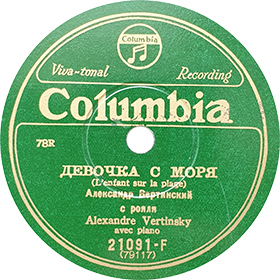 Columbia
Viva-tonal Recording
Columbia
78R
ДЕВОЧКА С МОРЯ
(L'enfant sur la plage)
Александр Вертинский
с рояля
Alexandre Vertinsky
avec piano
21091-F
(79117)